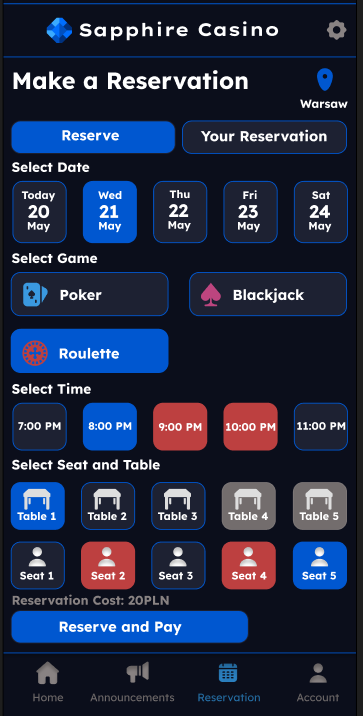 Sapphire Casino
Make a Reservation
Warsaw
Reserve
Your Reservation
Select Date
Today
20
May
Wed
21
May
Thu
22
May
Fri
23
May
Sat
24
May
Select Game
Poker
Blackjack
Roulette
Select Time
7:00 PM
8:00 PM
9:00 PM
10:00 PM
11:00 PM
Select Seat and Table
Table 1
Table 2
Table 3
Table 4
Table 5
Seat 1
Seat 2
Seat 3
Seat 4
Seat 5
Reservation Cost: 20PLN
Reserve and Pay
Home
Announcements
Reservation
Account